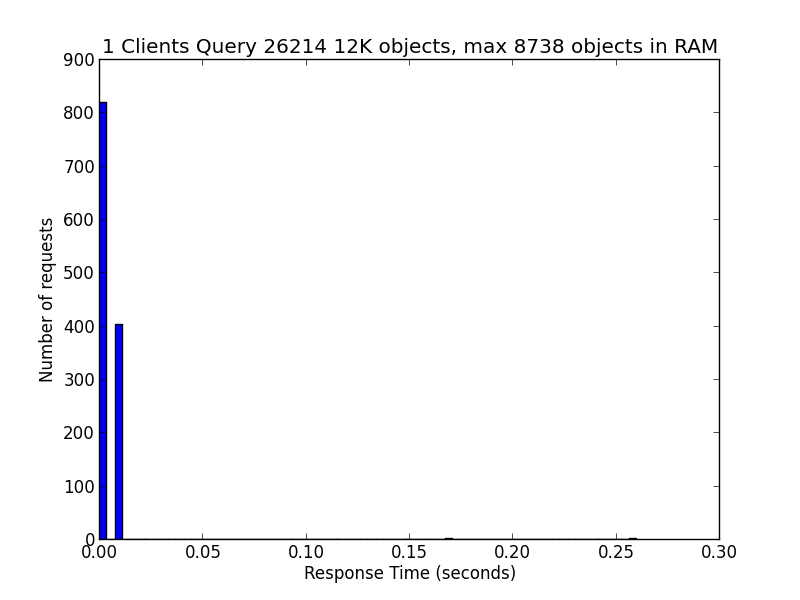 1 Clients Query 26214 12K objects, max 8738 objects in RAM
900
800
700
600
500
400
300
200
100
0
0.00 0.05 0.10 0.15 0.20 0.25 0.30
Number of requests
Response Time (seconds)